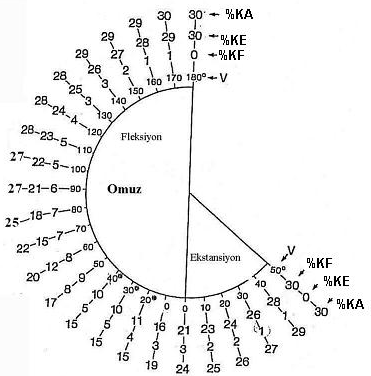 30 %KA
30 %KE
0 %KF
180° V
30-29-1-170
29-28-1-160
29-27-2-150
29-26-3-140
28-25-3-130
28-24-4-120
28-23-5-110
27-22-5-100
27-21-6-90
25-18-7-80
22-15-7-70
20-12-8-60
17-8-9-50
15-5-10-40°
15-5-10-30°
15-4-11-20°
19-3-16-0
0-21-3-24
10-23-2-25
20-24-2-26
30-26-(1)-27
40-28-1-29
50° V
30 %KF
0 %KE
30 %KA
Fleksiyon
Omuz
Ekstansiyon